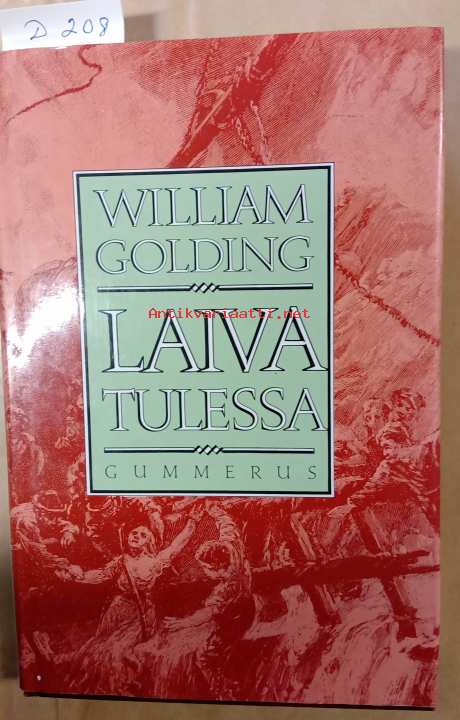 D 208
WILLIAM
GOLDING
Antikvariaatti.net
LAIVA
TULESSA
GUMMERUS